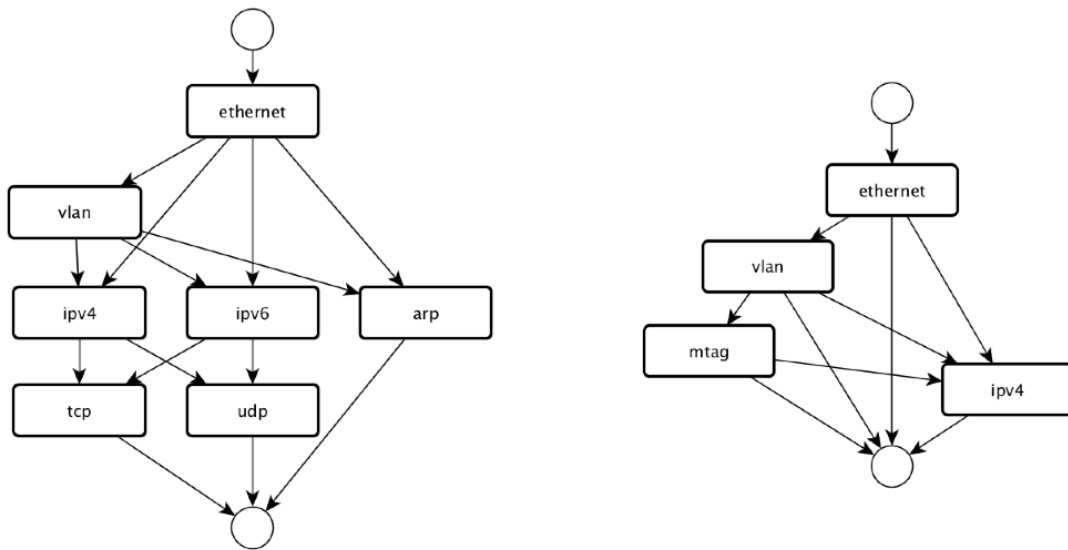 ethernet
vlan
ipv4
ipv6
arp
tcp
udp
ethernet
vlan
mtag
ipv4